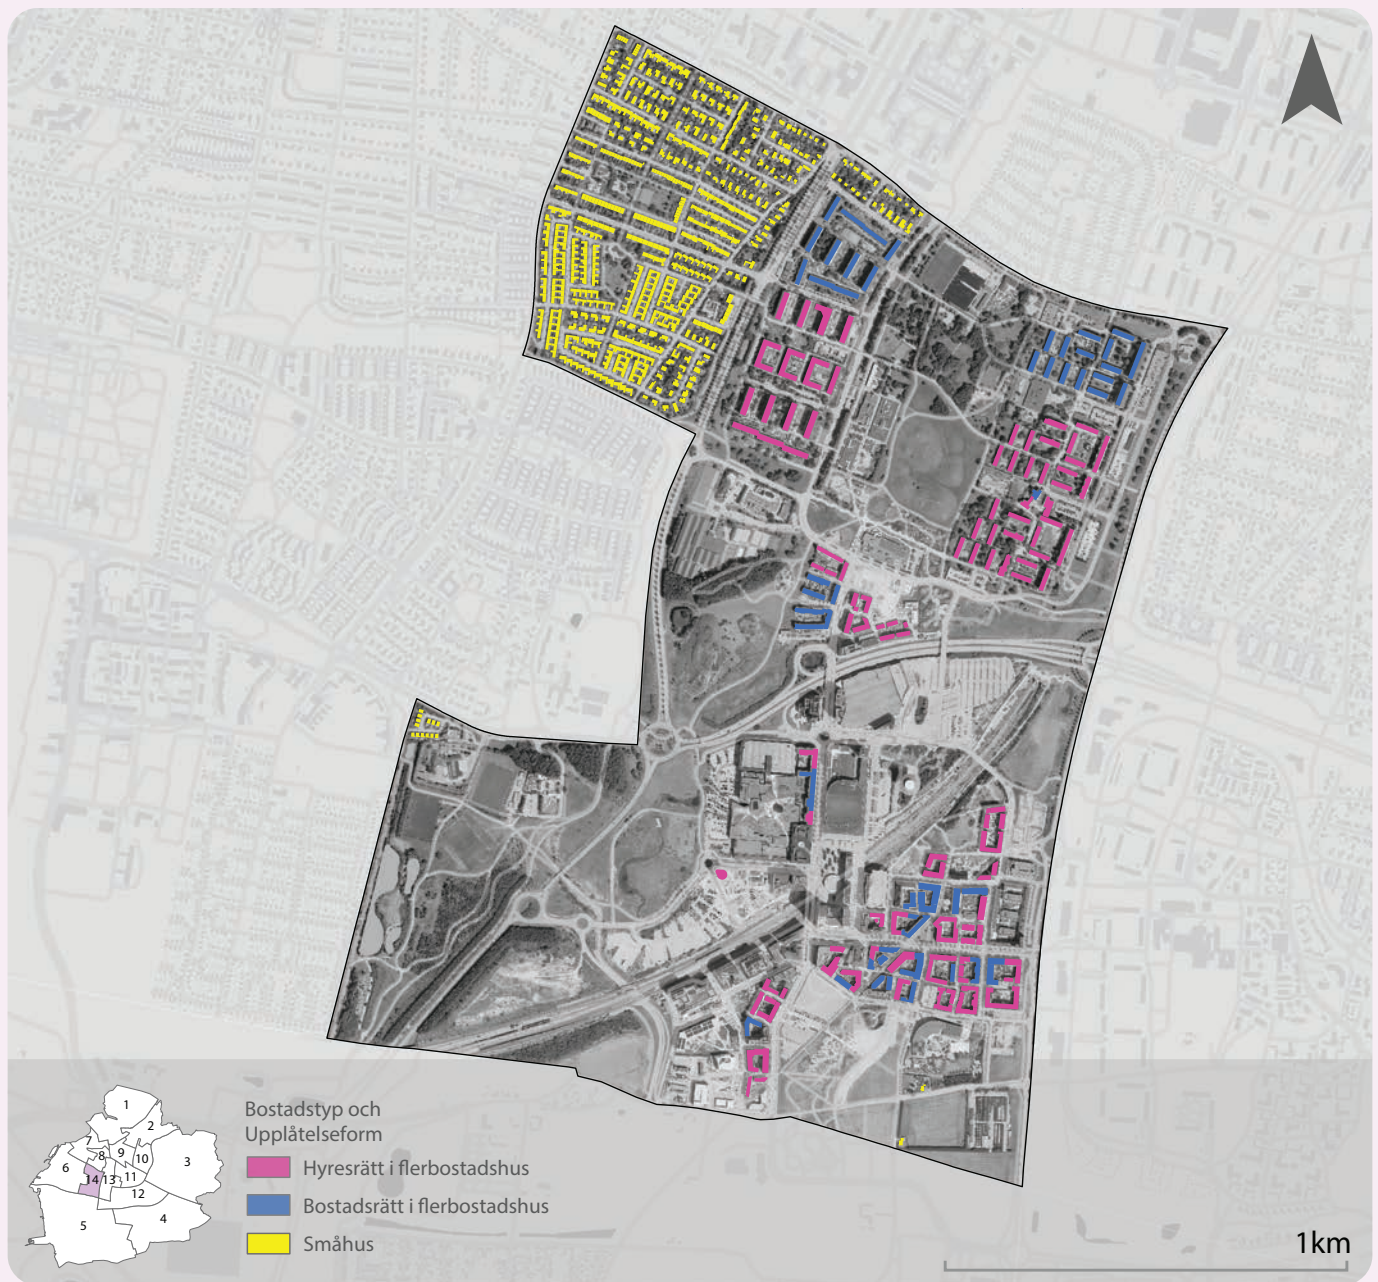 1
2
7
8
9
10
3
6
14
13
11
12
5
4
Bostadstyp och
Upplåtelseform
Hyresrätt i flerbostadshus
Bostadsrätt i flerbostadshus
Småhus
1km